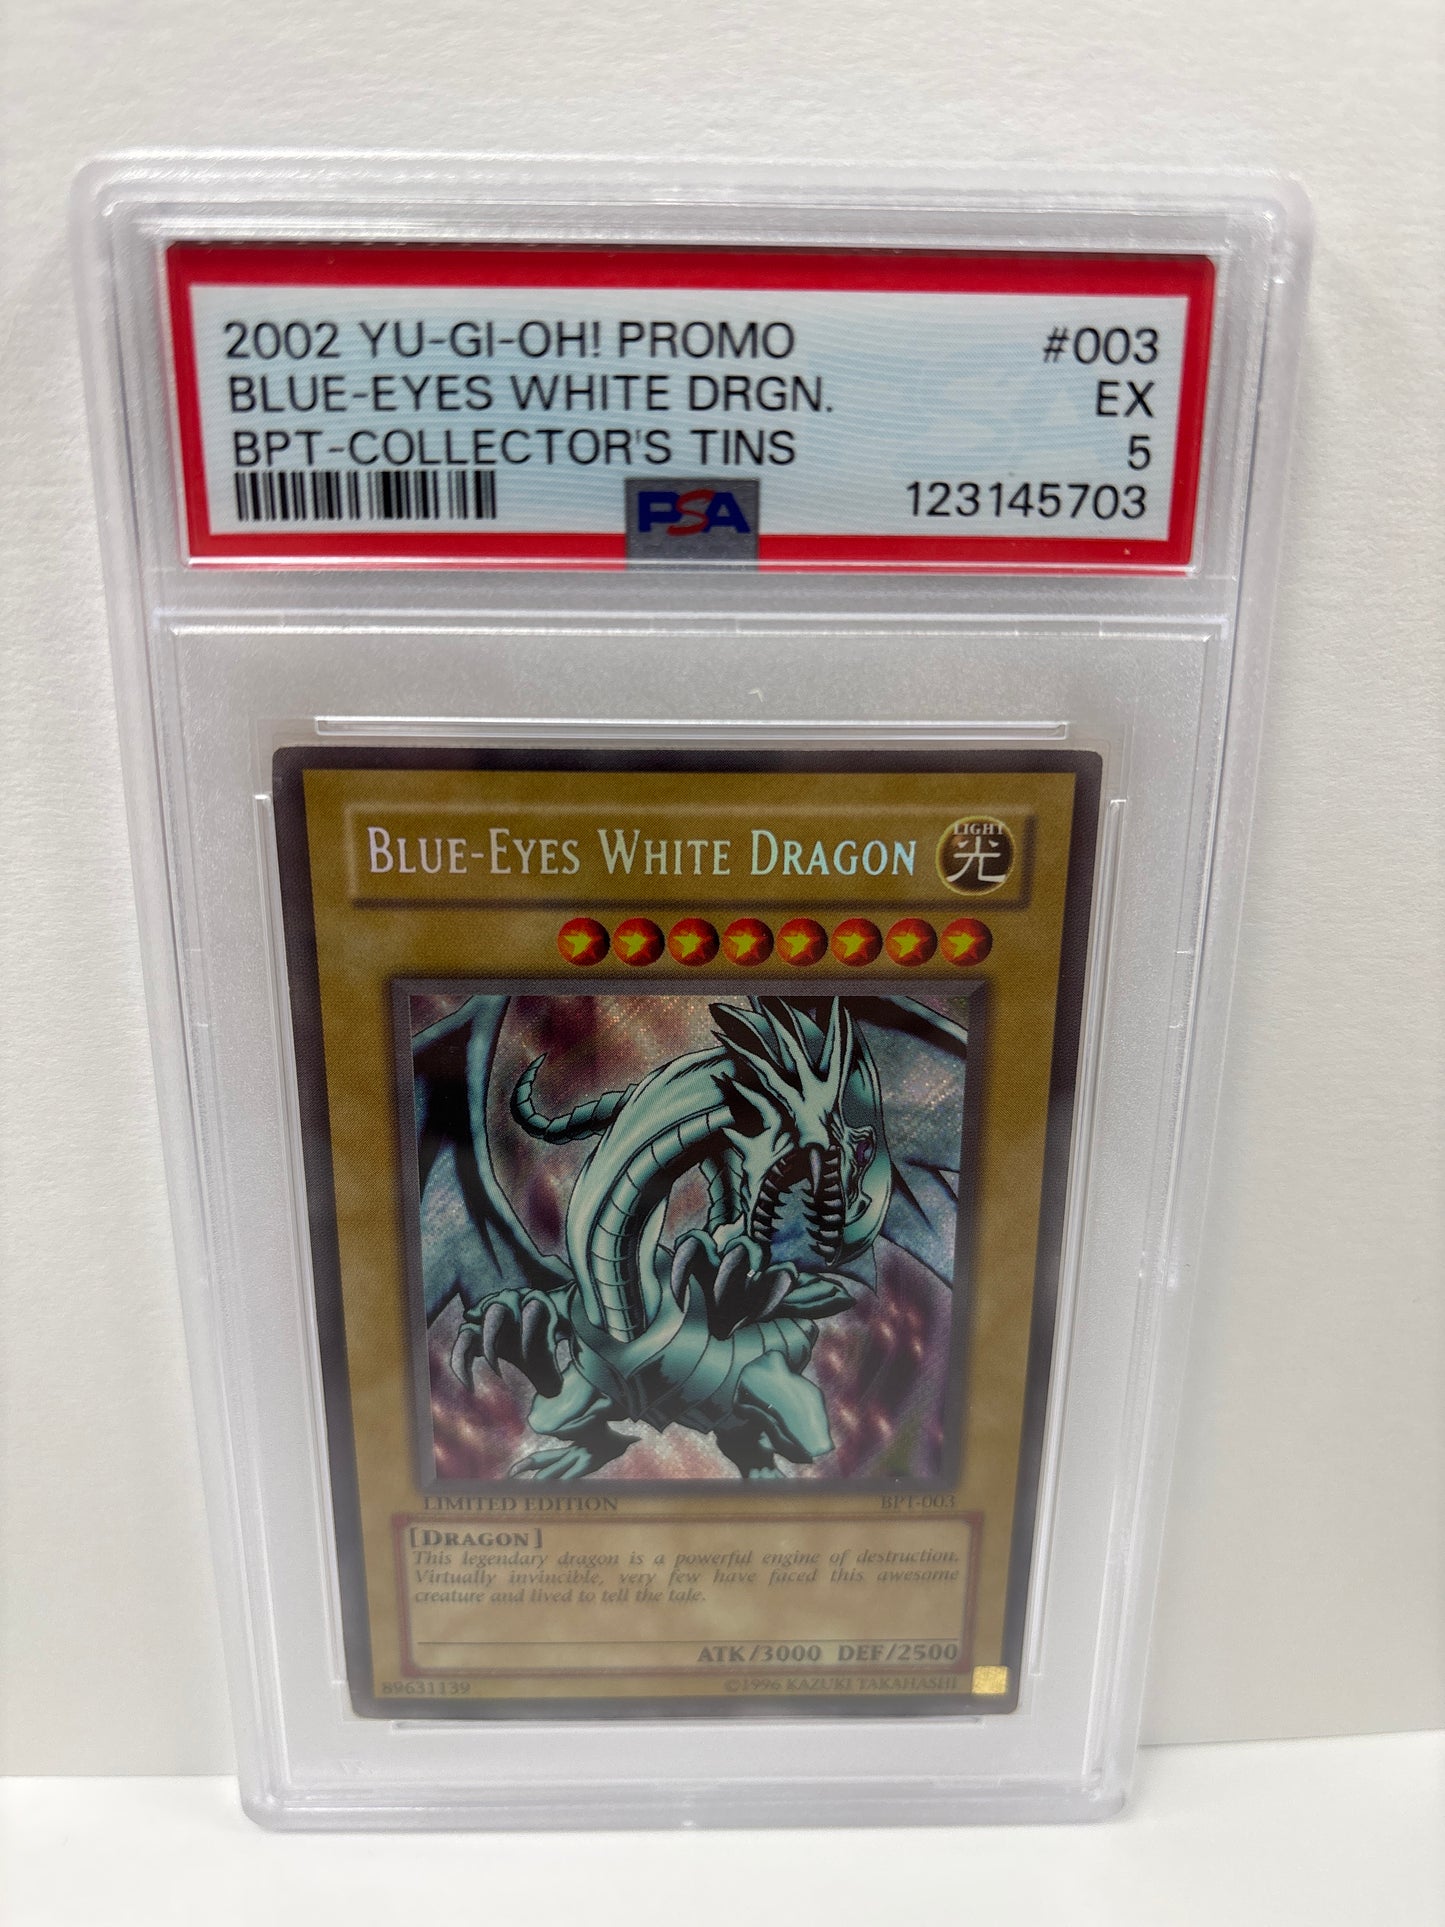 2002 YU-GI-OH! PROMO #003
BLUE-EYES WHITE DRGN. EX
BPT-COLLECTOR'S TINS 5
PSA 123145703
BLUE-EYES WHITE DRAGON
LIGHT
光
LIMITED EDITION BPT-003
[DRAGON]
This legendary dragon is a powerful engine of destruction.
Virtually invincible, very few have faced this awesome
creature and lived to tell the tale.
ATK/3000 DEF/2500
89631139 ©1996 KAZUKI TAKAHASHI